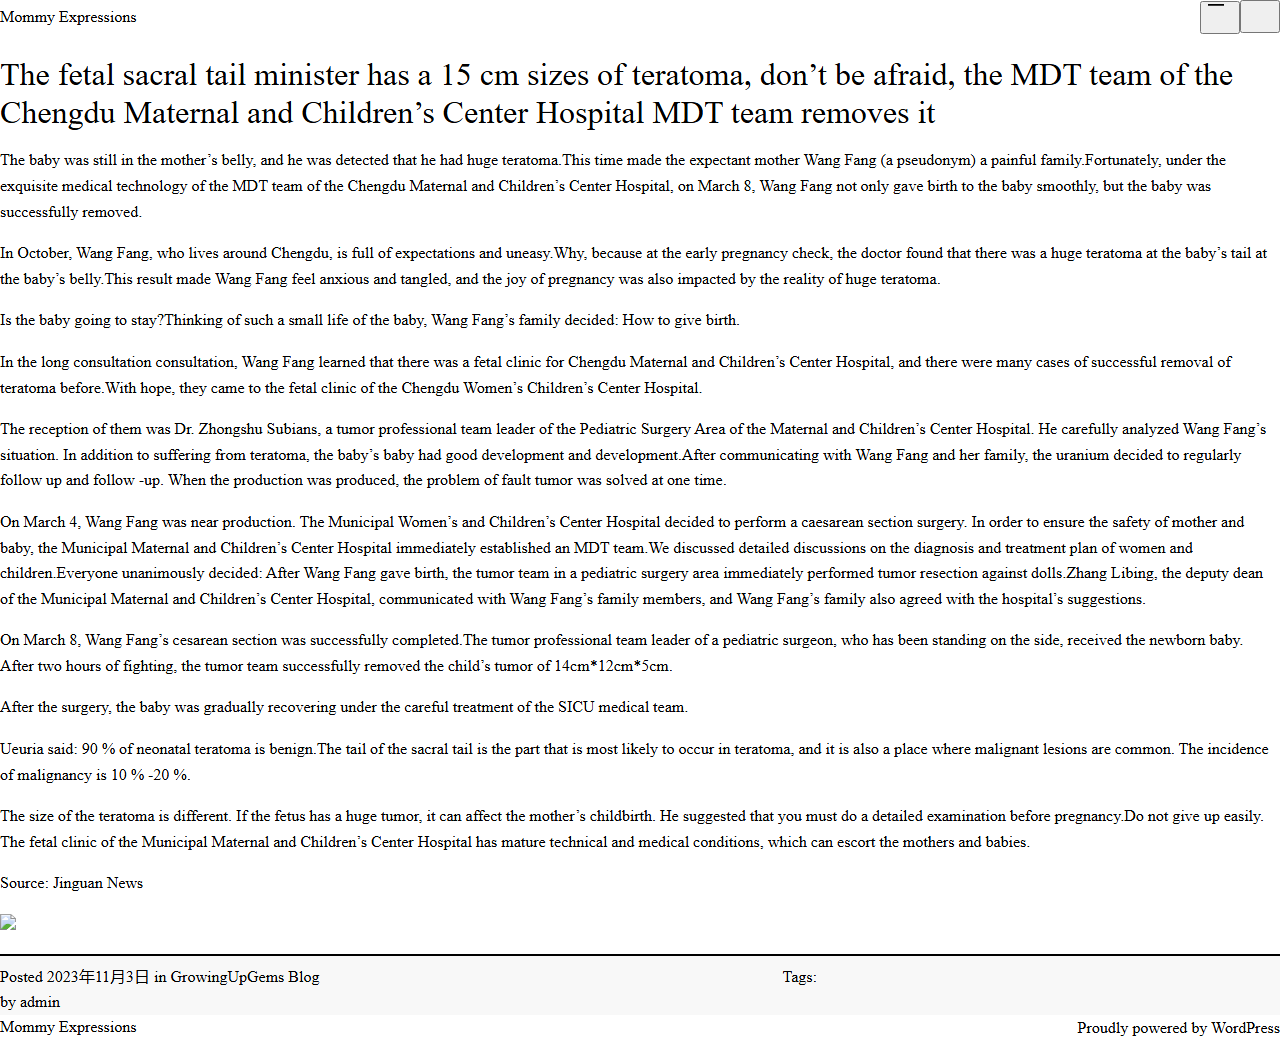 Mommy Expressions
The fetal sacral tail minister has a 15 cm sizes of teratoma, don’t be afraid, the MDT team of the
Chengdu Maternal and Children’s Center Hospital MDT team removes it
The baby was still in the mother’s belly, and he was detected that he had huge teratoma.This time made the expectant mother Wang Fang (a pseudonym) a painful family.Fortunately, under the
exquisite medical technology of the MDT team of the Chengdu Maternal and Children’s Center Hospital, on March 8, Wang Fang not only gave birth to the baby smoothly, but the baby was
successfully removed.
In October, Wang Fang, who lives around Chengdu, is full of expectations and uneasy.Why, because at the early pregnancy check, the doctor found that there was a huge teratoma at the baby’s tail at
the baby’s belly.This result made Wang Fang feel anxious and tangled, and the joy of pregnancy was also impacted by the reality of huge teratoma.
Is the baby going to stay?Thinking of such a small life of the baby, Wang Fang’s family decided: How to give birth.
In the long consultation consultation, Wang Fang learned that there was a fetal clinic for Chengdu Maternal and Children’s Center Hospital, and there were many cases of successful removal of
teratoma before.With hope, they came to the fetal clinic of the Chengdu Women’s Children’s Center Hospital.
The reception of them was Dr. Zhongshu Subians, a tumor professional team leader of the Pediatric Surgery Area of the Maternal and Children’s Center Hospital. He carefully analyzed Wang Fang’s
situation. In addition to suffering from teratoma, the baby’s baby had good development and development.After communicating with Wang Fang and her family, the uranium decided to regularly
follow up and follow -up. When the production was produced, the problem of fault tumor was solved at one time.
On March 4, Wang Fang was near production. The Municipal Women’s and Children’s Center Hospital decided to perform a caesarean section surgery. In order to ensure the safety of mother and
baby, the Municipal Maternal and Children’s Center Hospital immediately established an MDT team.We discussed detailed discussions on the diagnosis and treatment plan of women and
children.Everyone unanimously decided: After Wang Fang gave birth, the tumor team in a pediatric surgery area immediately performed tumor resection against dolls.Zhang Libing, the deputy dean
of the Municipal Maternal and Children’s Center Hospital, communicated with Wang Fang’s family members, and Wang Fang’s family also agreed with the hospital’s suggestions.
On March 8, Wang Fang’s cesarean section was successfully completed.The tumor professional team leader of a pediatric surgeon, who has been standing on the side, received the newborn baby.
After two hours of fighting, the tumor team successfully removed the child’s tumor of 14cm*12cm*5cm.
After the surgery, the baby was gradually recovering under the careful treatment of the SICU medical team.
Ueuria said: 90 % of neonatal teratoma is benign.The tail of the sacral tail is the part that is most likely to occur in teratoma, and it is also a place where malignant lesions are common. The incidence
of malignancy is 10 % -20 %.
The size of the teratoma is different. If the fetus has a huge tumor, it can affect the mother’s childbirth. He suggested that you must do a detailed examination before pregnancy.Do not give up easily.
The fetal clinic of the Municipal Maternal and Children’s Center Hospital has mature technical and medical conditions, which can escort the mothers and babies.
Source: Jinguan News
Posted 2023年11月3日 in GrowingUpGems Blog
by admin
Tags:
Mommy Expressions
Proudly powered by WordPress